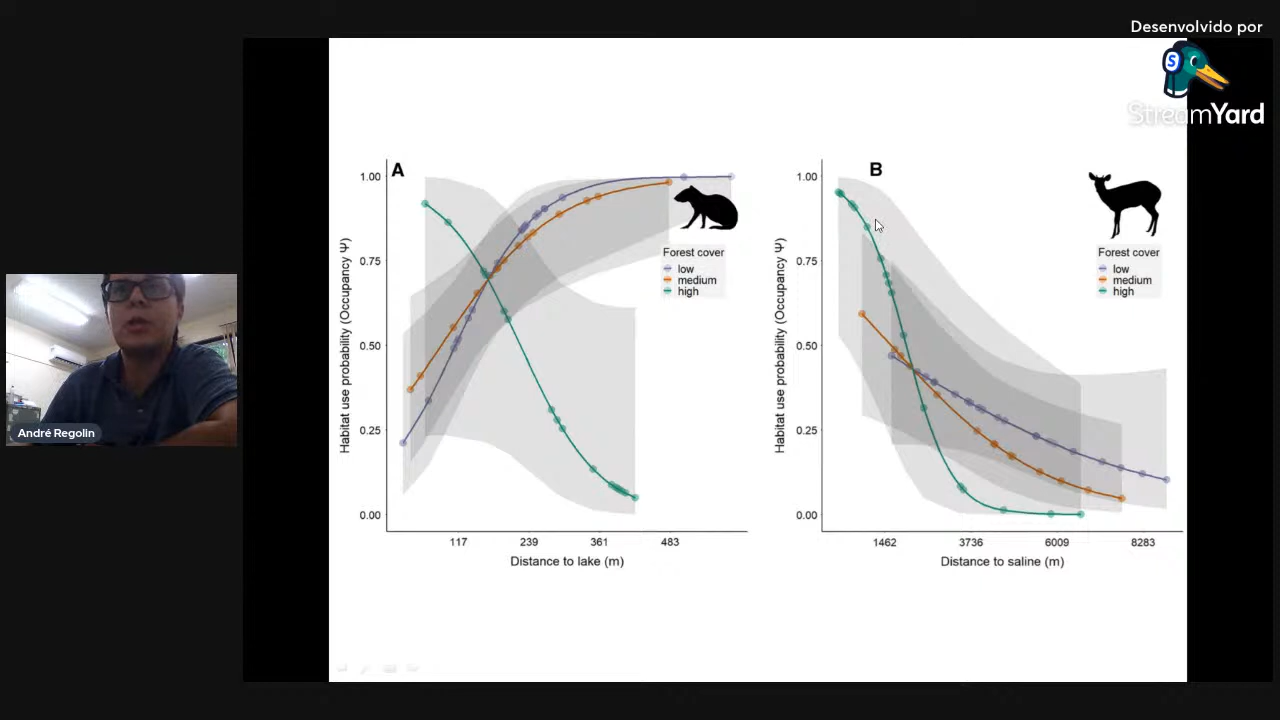 Desenvolvido por
StreamYard
S
André Regolin
A
Habitat use probability (Occupancy Ψ)
1.00
0.75
0.50
0.25
0.00
117 239 361 483
Distance to lake (m)
Forest cover
low
medium
high
B
Habitat use probability (Occupancy Ψ)
1.00
0.75
0.50
0.25
0.00
1462 3736 6009 8283
Distance to saline (m)
Forest cover
low
medium
high